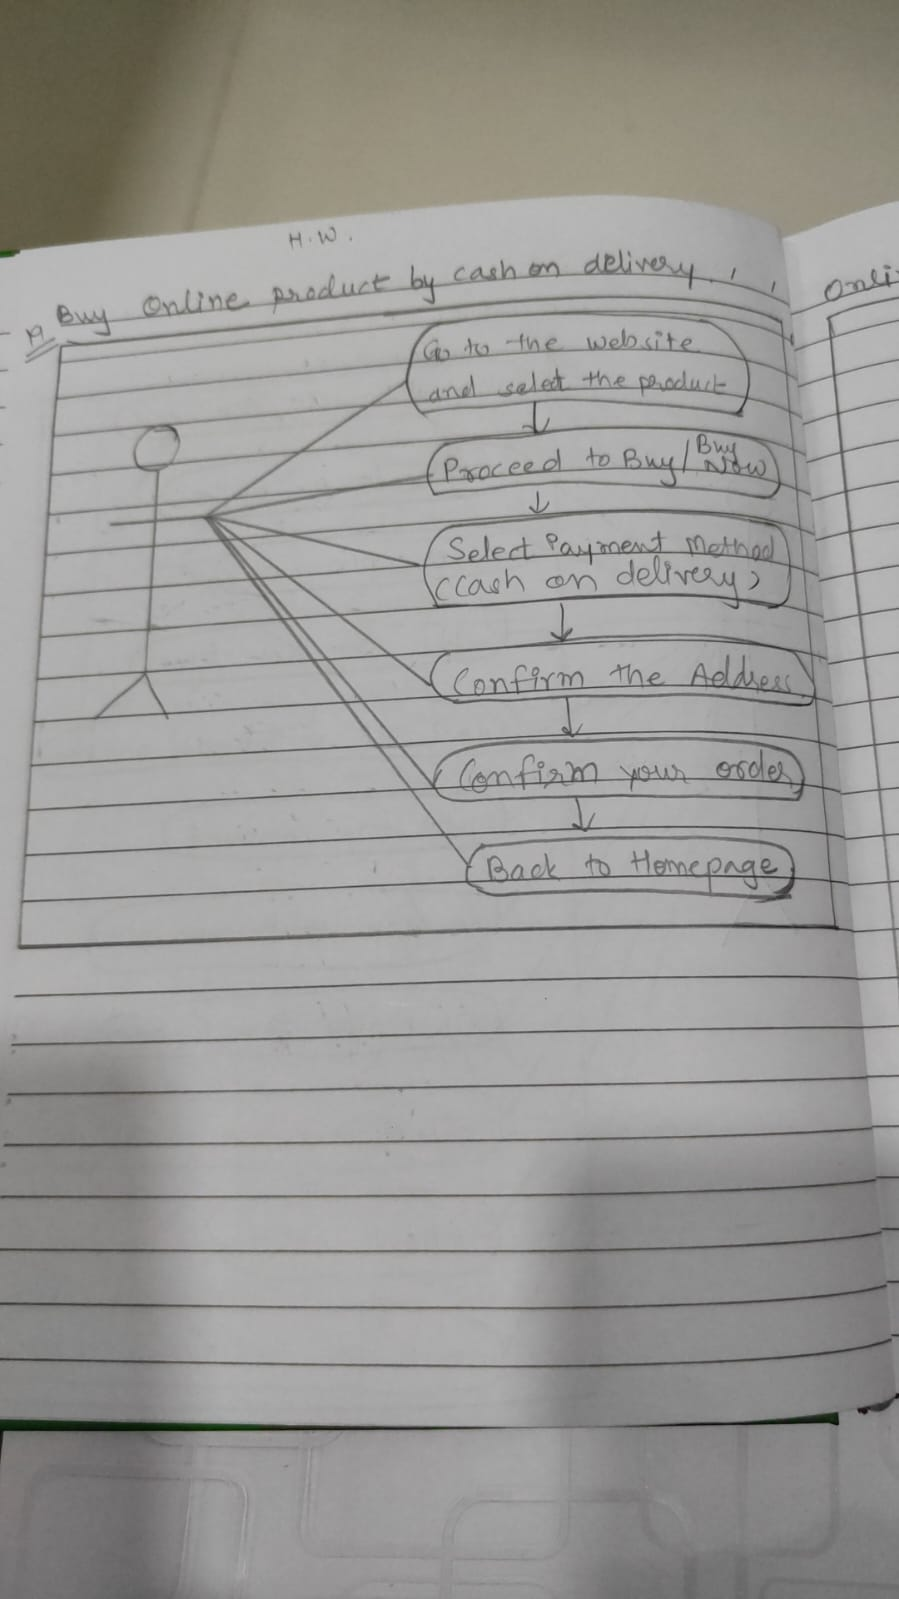 H.W.
Buy Online product by cash on delivery.
Onli
Go to the website
and select the product
Proceed to Buy/ Buy Now
Select Payment Method
(Cash on delivery)
Confirm the Address
Confirm your order
Back to Homepage